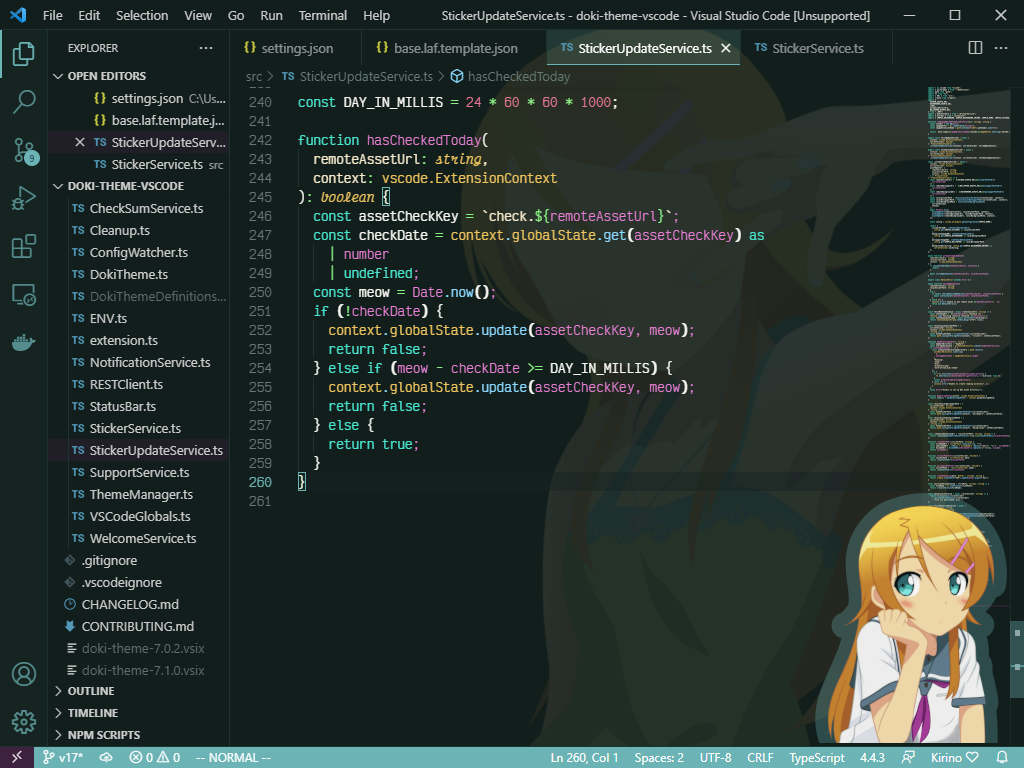 File Edit Selection View Go Run Terminal Help StickerUpdateService.ts - doki-theme-vscode - Visual Studio Code [Unsupported]
EXPLORER
OPEN EDITORS
{} settings.json C:\Us...
{} base.laf.template.j...
TS StickerUpdateServ...
TS StickerService.ts src
DOKI-THEME-VSCODE
TS CheckSumService.ts
TS Cleanup.ts
TS ConfigWatcher.ts
TS DokiTheme.ts
TS DokiThemeDefinitions...
TS ENV.ts
TS extension.ts
TS NotificationService.ts
TS RESTClient.ts
TS StatusBar.ts
TS StickerService.ts
TS StickerUpdateService.ts
TS SupportService.ts
TS ThemeManager.ts
TS VSCodeGlobals.ts
TS WelcomeService.ts
.gitignore
.vscodeignore
CHANGELOG.md
CONTRIBUTING.md
doki-theme-7.0.2.vsix
doki-theme-7.1.0.vsix
OUTLINE
TIMELINE
NPM SCRIPTS
9
{} settings.json {} base.laf.template.json TS StickerUpdateService.ts TS StickerService.ts
src > TS StickerUpdateService.ts > hasCheckedToday
240 const DAY_IN_MILLIS = 24 * 60 * 60 * 1000;
241
242 function hasCheckedToday(
243 remoteAssetUrl: string,
244 context: vscode.ExtensionContext
245 ): boolean {
246 const assetCheckKey = `check.${remoteAssetUrl}`;
247 const checkDate = context.globalState.get(assetCheckKey) as
248 | number
249 | undefined;
250 const meow = Date.now();
251 if (!checkDate) {
252 context.globalState.update(assetCheckKey, meow);
253 return false;
254 } else if (meow - checkDate >= DAY_IN_MILLIS) {
255 context.globalState.update(assetCheckKey, meow);
256 return false;
257 } else {
258 return true;
259 }
260 }
261
v17* 0 0 -- NORMAL -- Ln 260, Col 1 Spaces: 2 UTF-8 CRLF TypeScript 4.4.3 Kirino ♡